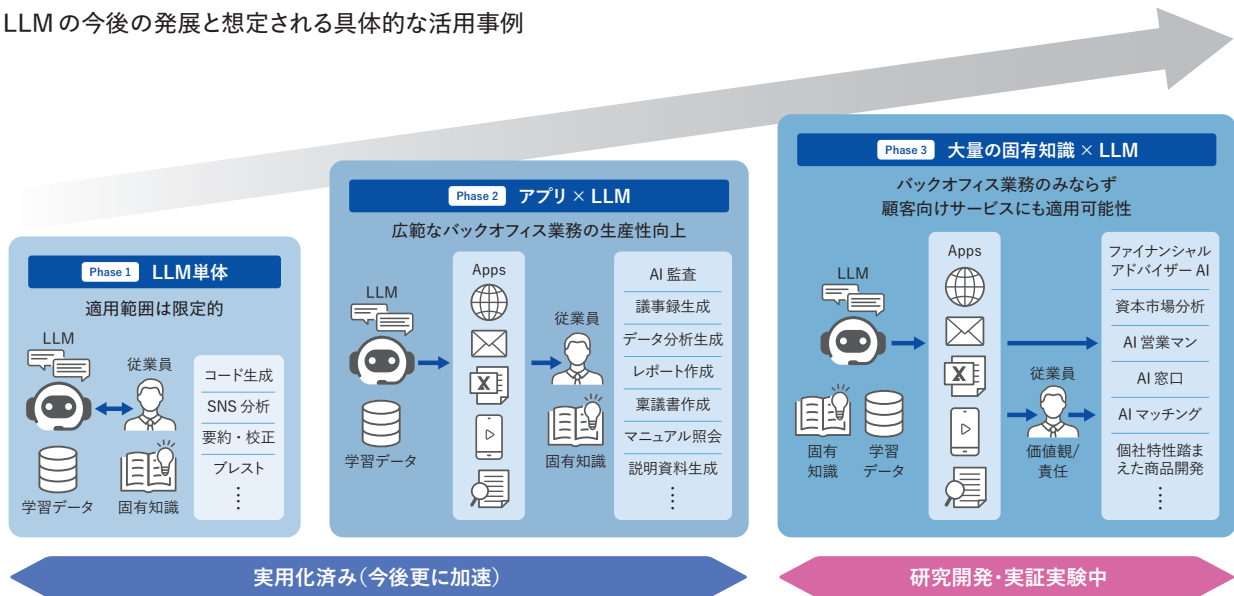 LLMの今後の発展と想定される具体的な活用事例
Phase 1 LLM単体
適用範囲は限定的
LLM
従業員
学習データ
固有知識
コード生成
SNS 分析
要約・校正
ブレスト
⋮
Phase 2 アプリ × LLM
広範なバックオフィス業務の生産性向上
LLM
学習データ
Apps
X
従業員
固有知識
AI 監査
議事録生成
データ分析生成
レポート作成
稟議書作成
マニュアル照会
説明資料生成
⋮
Phase 3 大量の固有知識 × LLM
バックオフィス業務のみならず
顧客向けサービスにも適用可能性
LLM
固有
知識
学習
データ
Apps
X
従業員
価値観/
責任
ファイナンシャル
アドバイザー AI
資本市場分析
AI 営業マン
AI 窓口
AI マッチング
個社特性踏ま
えた商品開発
⋮
実用化済み(今後更に加速)
研究開発・実証実験中